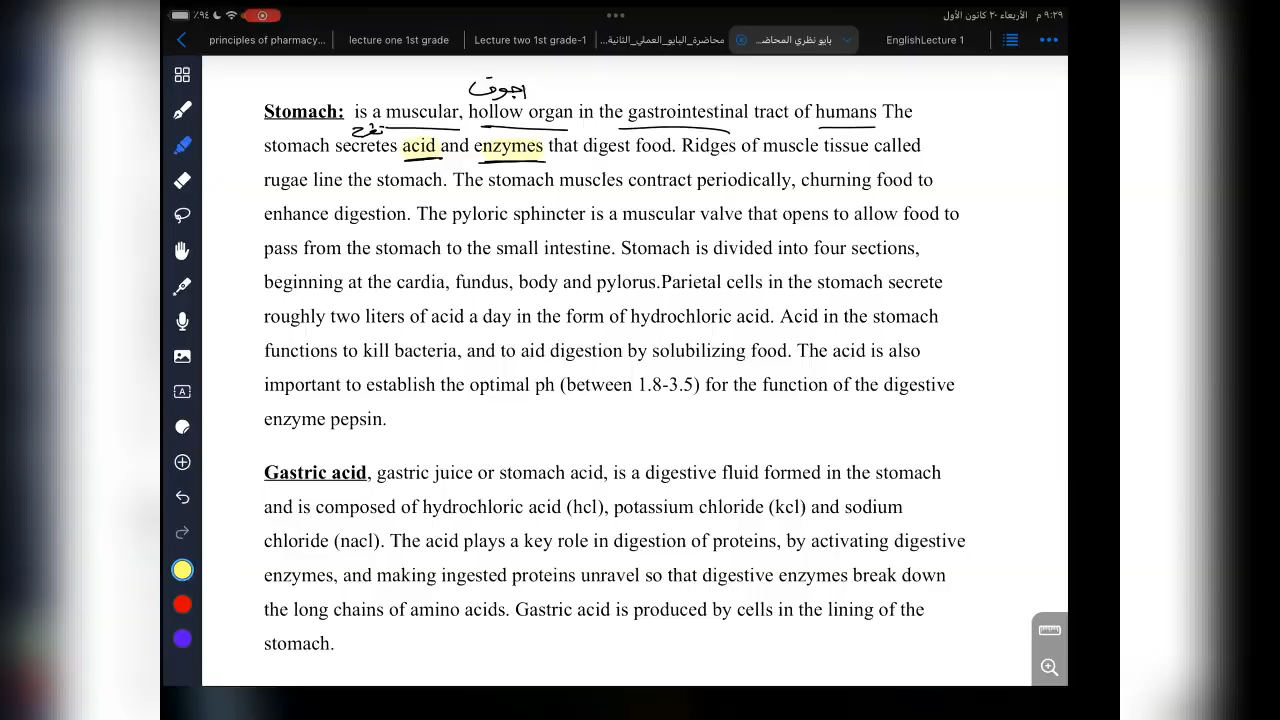 ٩:٢٩ م الأربعاء ٢٠ كانون الأول
٩٤٪
principles of pharmacy... lecture one 1st grade Lecture two 1st grade-1 محاضرة_البايو_العملي_الثانية... بايو نظري المحاضـ... EnglishLecture 1
اجوف
Stomach: is a muscular, hollow organ in the gastrointestinal tract of humans The
تفرح
stomach secretes acid and enzymes that digest food. Ridges of muscle tissue called
rugae line the stomach. The stomach muscles contract periodically, churning food to
enhance digestion. The pyloric sphincter is a muscular valve that opens to allow food to
pass from the stomach to the small intestine. Stomach is divided into four sections,
beginning at the cardia, fundus, body and pylorus.Parietal cells in the stomach secrete
roughly two liters of acid a day in the form of hydrochloric acid. Acid in the stomach
functions to kill bacteria, and to aid digestion by solubilizing food. The acid is also
important to establish the optimal ph (between 1.8-3.5) for the function of the digestive
enzyme pepsin.
Gastric acid, gastric juice or stomach acid, is a digestive fluid formed in the stomach
and is composed of hydrochloric acid (hcl), potassium chloride (kcl) and sodium
chloride (nacl). The acid plays a key role in digestion of proteins, by activating digestive
enzymes, and making ingested proteins unravel so that digestive enzymes break down
the long chains of amino acids. Gastric acid is produced by cells in the lining of the
stomach.